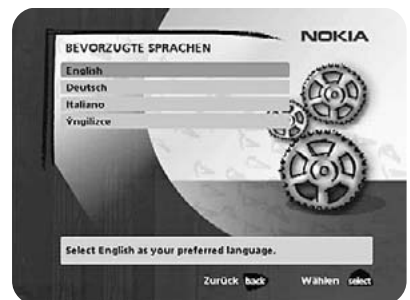 NOKIA
BEVORZUGTE SPRACHEN
English
Deutsch
Italiano
Ýngilizce
Select English as your preferred language.
Zurück back Wählen select